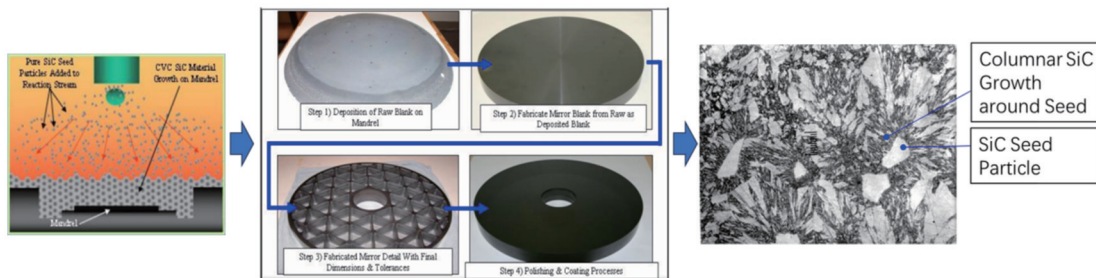 Pure SiC Seed
Particles Added to
Reaction Stream
CVC SiC Material
Growth on Mandrel
Mandrel
Step 1) Deposition of Raw Blank on
Mandrel
Step 2) Fabricate Mirror Blank from Raw as
Deposited Blank
Step 3) Fabricated Mirror Detail With Final
Dimensions & Tolerances
Step 4) Polishing & Coating Processes
Columnar SiC
Growth
around Seed
SiC Seed
Particle